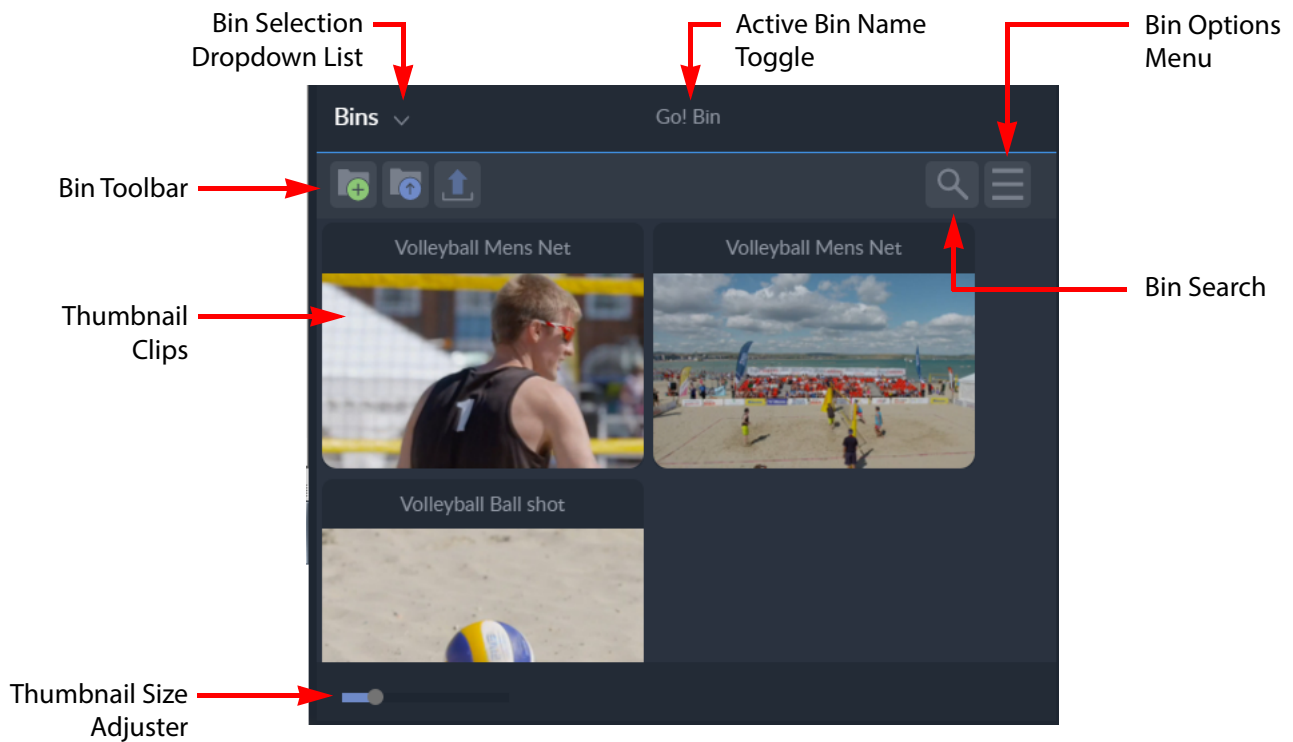 Bin Selection
Dropdown List
Active Bin Name
Toggle
Bin Options
Menu
Bins
Go! Bin
Bin Toolbar
Volleyball Mens Net
Volleyball Mens Net
Bin Search
Thumbnail
Clips
1
Volleyball Ball shot
Thumbnail Size
Adjuster